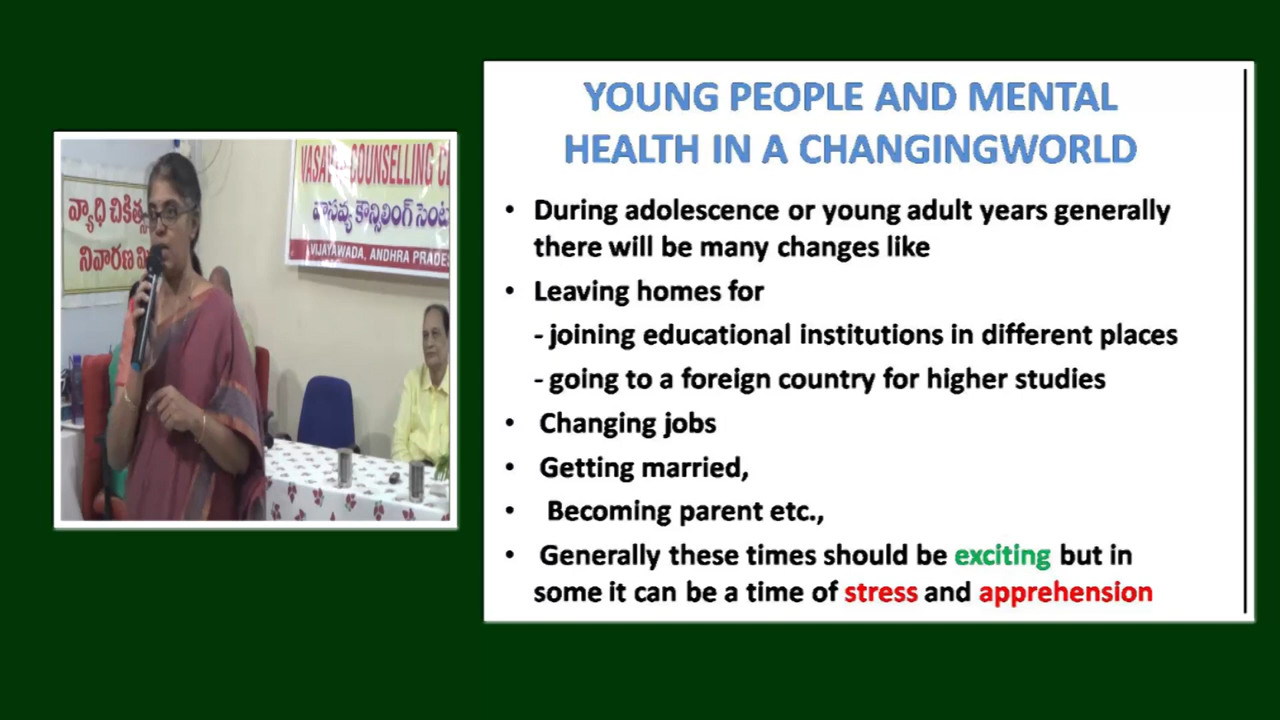 వ్యాధి చికిత్స
నివారణ
VASAVYA COUNSELLING
వాసవ్య కౌన్సిలింగ్
VIJAYAWADA, ANDHRA PRADES
YOUNG PEOPLE AND MENTAL
HEALTH IN A CHANGINGWORLD
• During adolescence or young adult years generally
there will be many changes like
• Leaving homes for
- joining educational institutions in different places
- going to a foreign country for higher studies
• Changing jobs
• Getting married,
• Becoming parent etc.,
• Generally these times should be exciting but in
some it can be a time of stress and apprehension